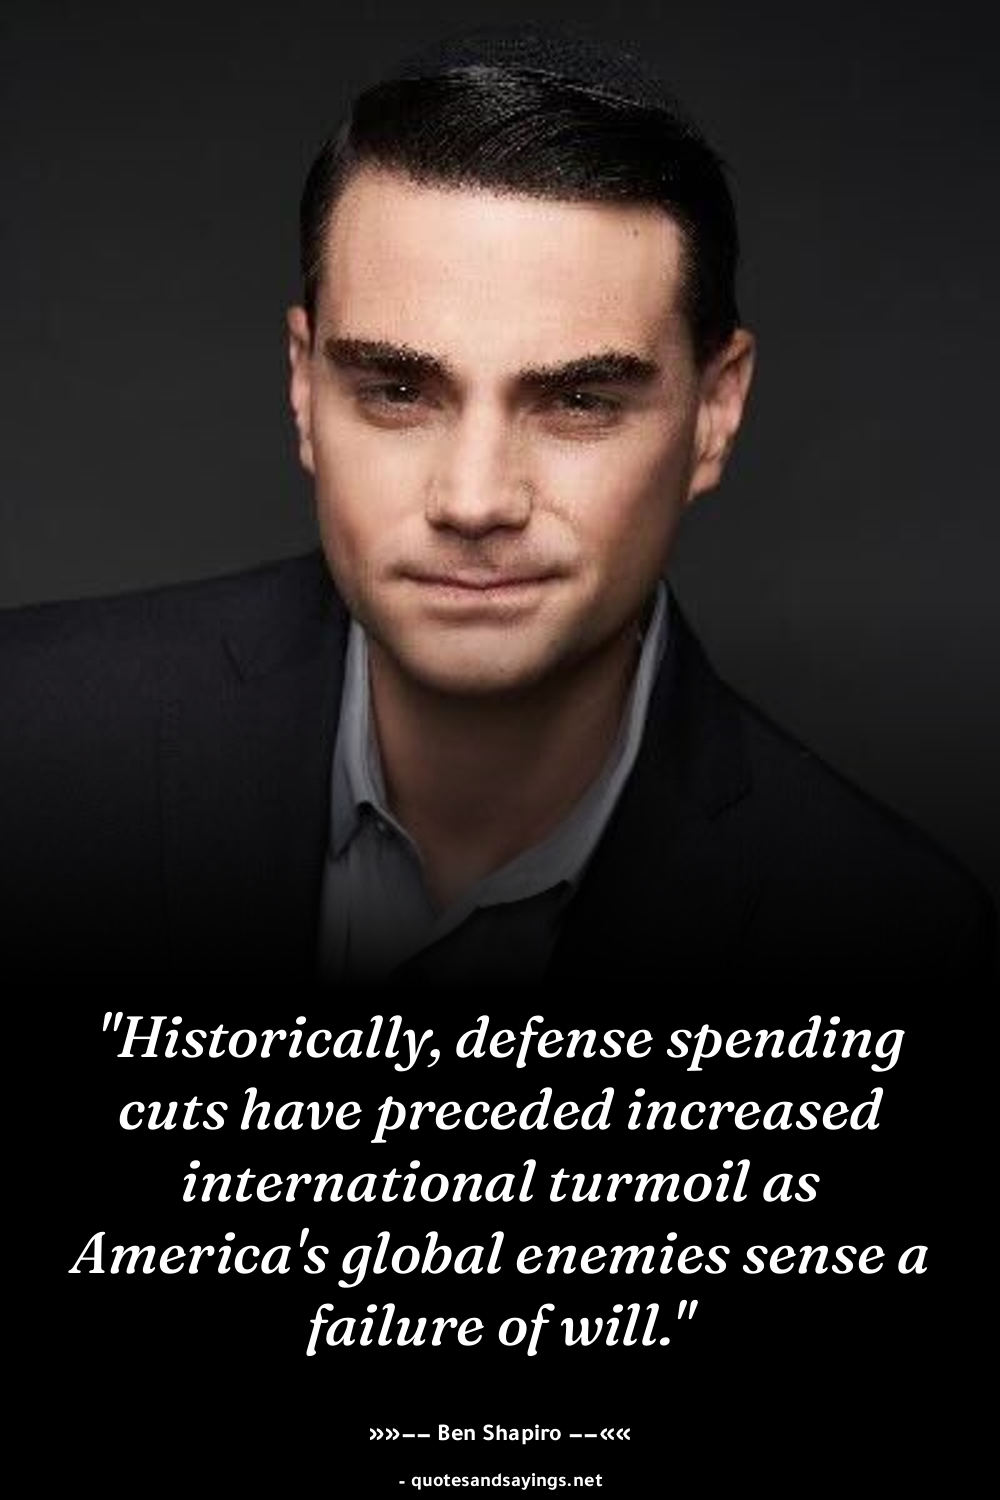 "Historically, defense spending
cuts have preceded increased
international turmoil as
America's global enemies sense a
failure of will."
»»−− Ben Shapiro −−««
- quotesandsayings.net